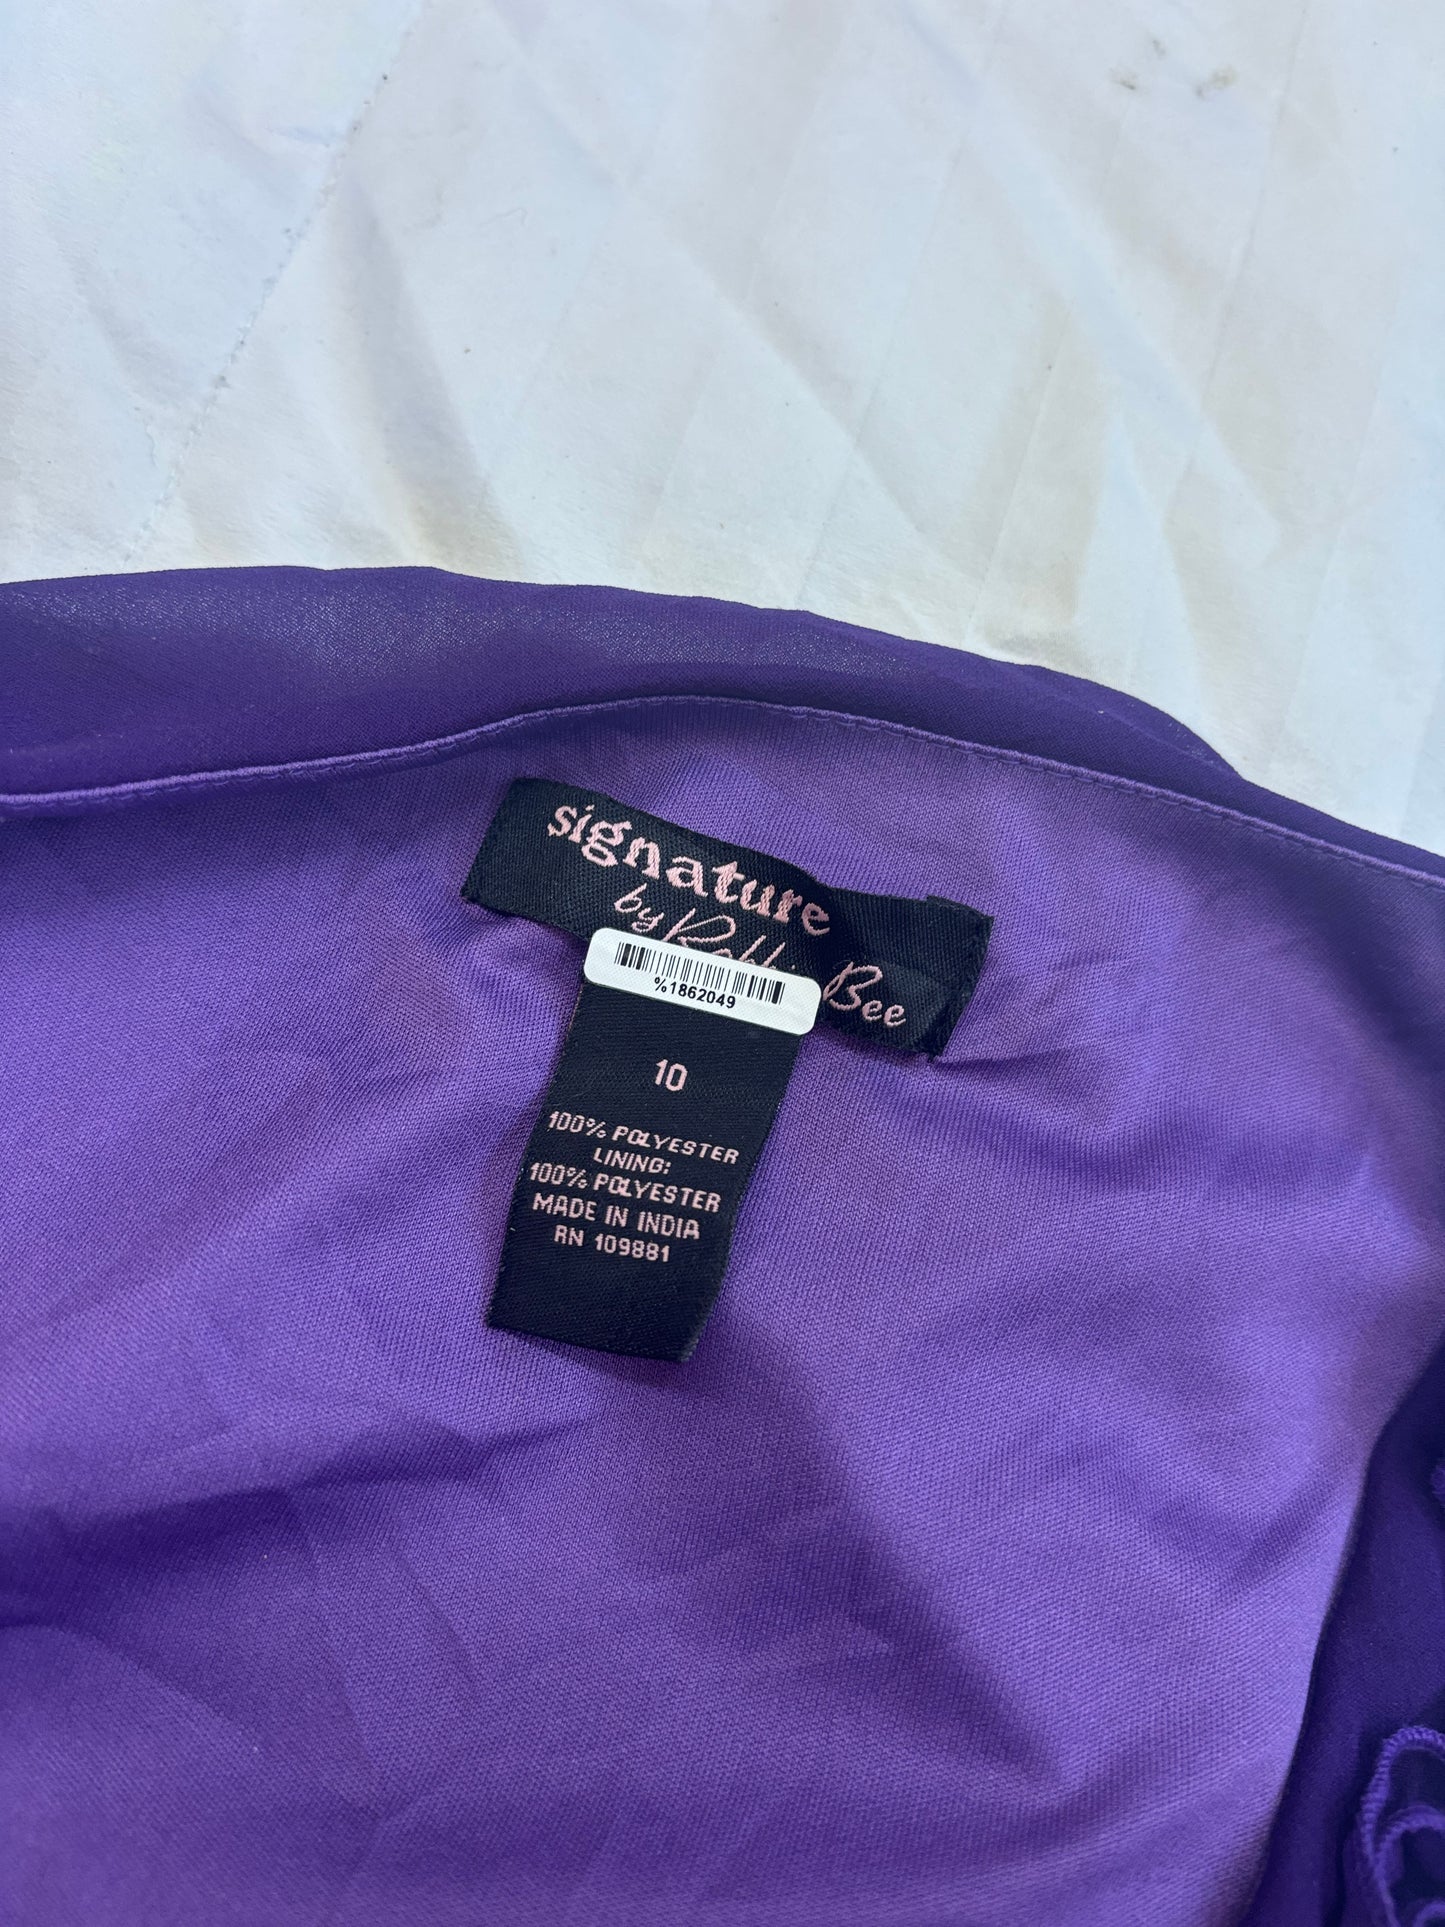 signature
by Bee
%1862049
10
100% POLYESTER
LINING:
100% POLYESTER
MADE IN INDIA
RN 109881